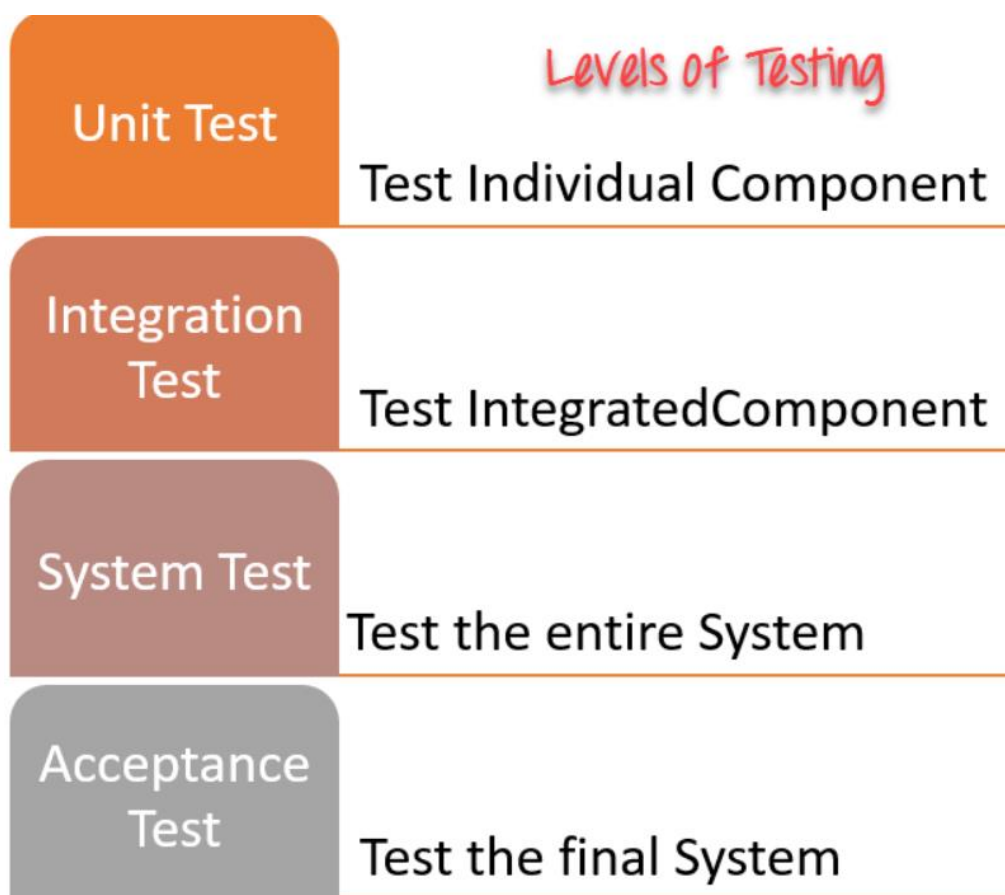 Levels of Testing
Unit Test
Test Individual Component
Integration
Test
Test IntegratedComponent
System Test
Test the entire System
Acceptance
Test
Test the final System